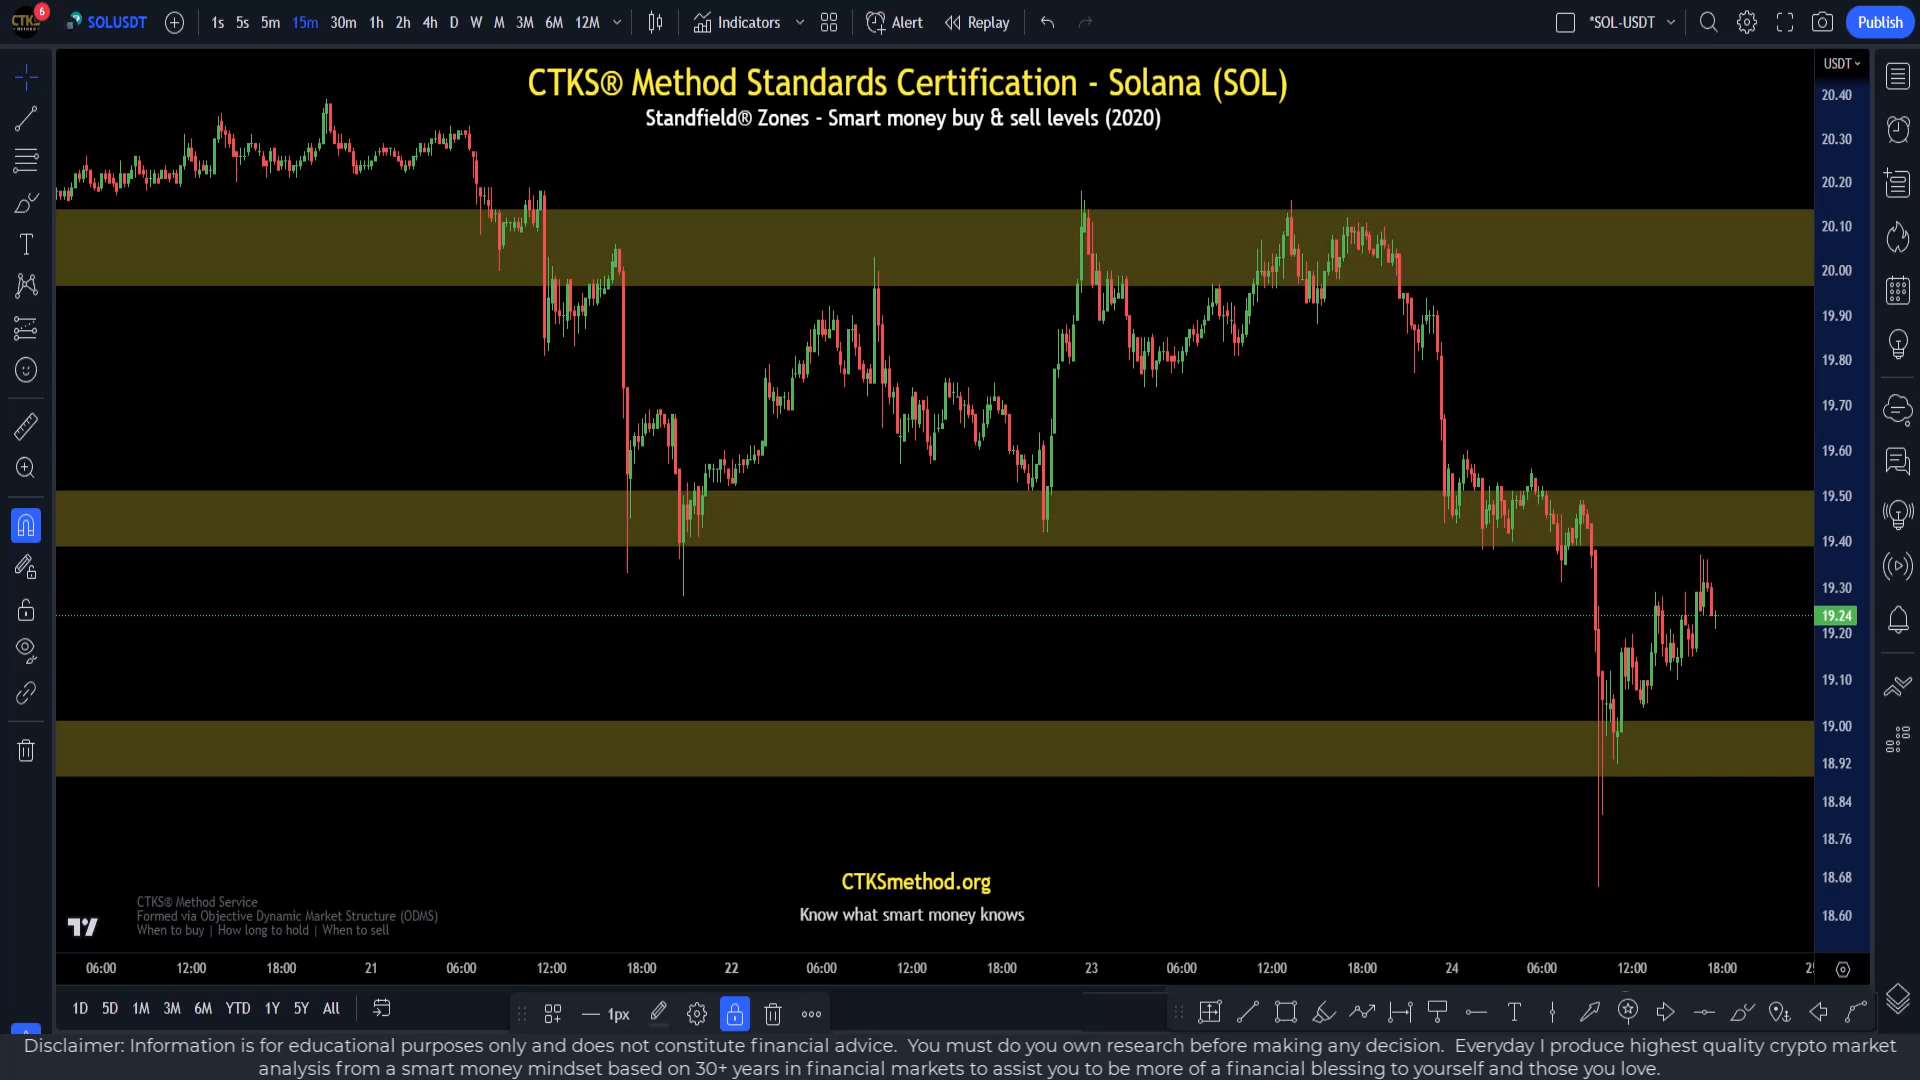 CTKS METHOD 6 SOLUSDT 1s 5s 5m 15m 30m 1h 2h 4h D W M 3M 6M 12M Indicators Alert Replay *SOL-USDT Publish
CTKS® Method Standards Certification - Solana (SOL)
Standfield® Zones - Smart money buy & sell levels (2020)
USDT
20.40
20.30
20.20
20.10
20.00
19.90
19.80
19.70
19.60
19.50
19.40
19.30
19.24
19.20
19.10
19.00
18.92
18.84
18.76
18.68
18.60
CTKSmethod.org
Know what smart money knows
CTKS® Method Service
Formed via Objective Dynamic Market Structure (ODMS)
When to buy | How long to hold | When to sell
06:00 12:00 18:00 21 06:00 12:00 18:00 22 06:00 12:00 18:00 23 06:00 12:00 18:00 24 06:00 12:00 18:00
1D 5D 1M 3M 6M YTD 1Y 5Y All 1px
Disclaimer: Information is for educational purposes only and does not constitute financial advice. You must do you own research before making any decision. Everyday I produce highest quality crypto market
analysis from a smart money mindset based on 30+ years in financial markets to assist you to be more of a financial blessing to yourself and those you love.